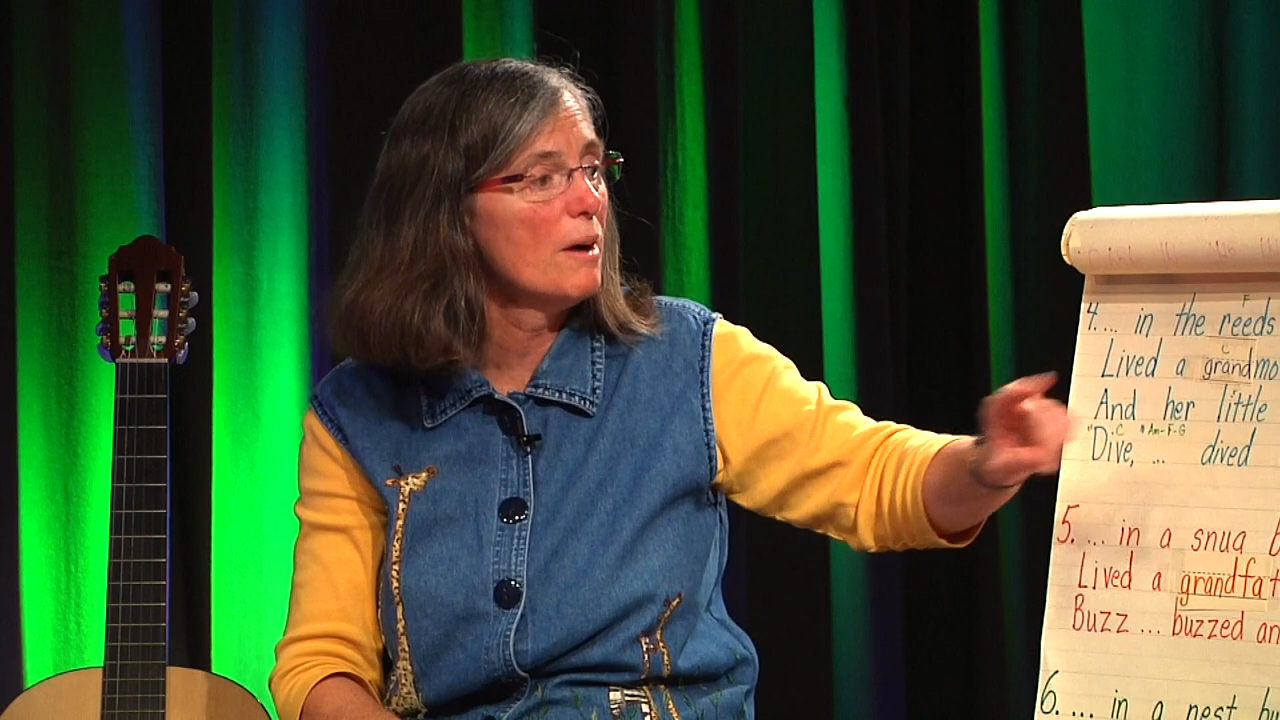 F
4. ... in the reeds
C
Lived a grandmo
And her little
C "Am-F-G
"Dive, ... dived
5. ... in a snug b
Lived a grandfat
Buzz ... buzzed an
6. ... in a nest bu